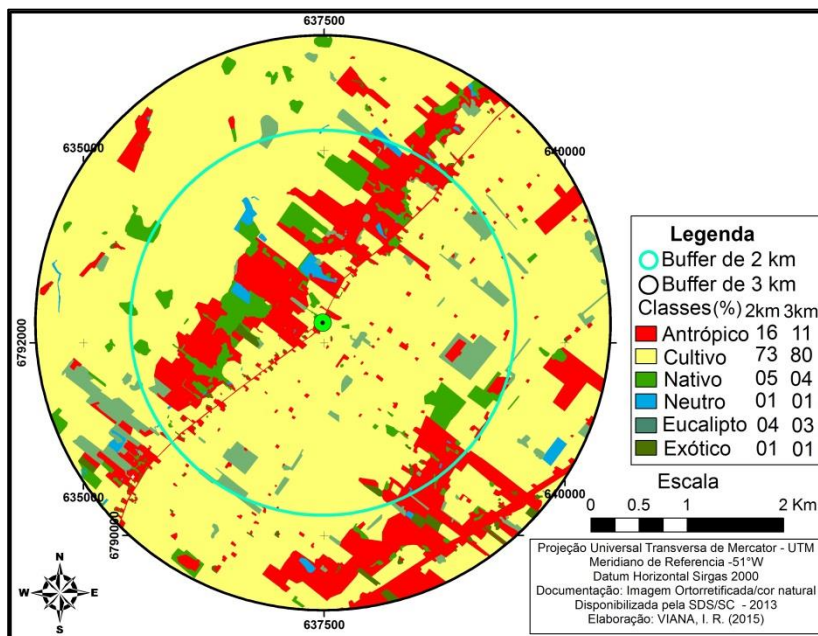 637500
635000
640000
6792000
635000
6790000
640000
637500
N
W E
S
Legenda
Buffer de 2 km
Buffer de 3 km
Classes(%) 2km 3km
Antrópico 16 11
Cultivo 73 80
Nativo 05 04
Neutro 01 01
Eucalipto 04 03
Exótico 01 01
Escala
0 0,5 1 2 Km
Projeção Universal Transversa de Mercator - UTM
Meridiano de Referencia -51°W
Datum Horizontal Sirgas 2000
Documentação: Imagem Ortorretificada/cor natural
Disponibilizada pela SDS/SC - 2013
Elaboração: VIANA, I. R. (2015)